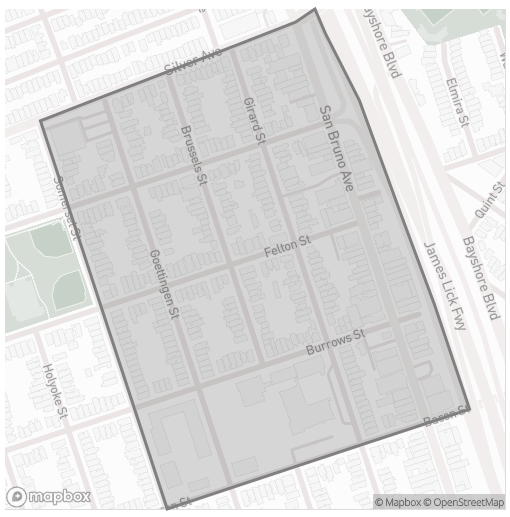 Silver Ave
Bayshore Blvd
Elmira St
Girard St
San Bruno Ave
Brussels St
Somerset St
Quint St
Felton St
Goettingen St
James Lick Fwy
Bayshore Blvd
Burrows St
Holyoke St
Bacon St
St
mapbox
© Mapbox © OpenStreetMap